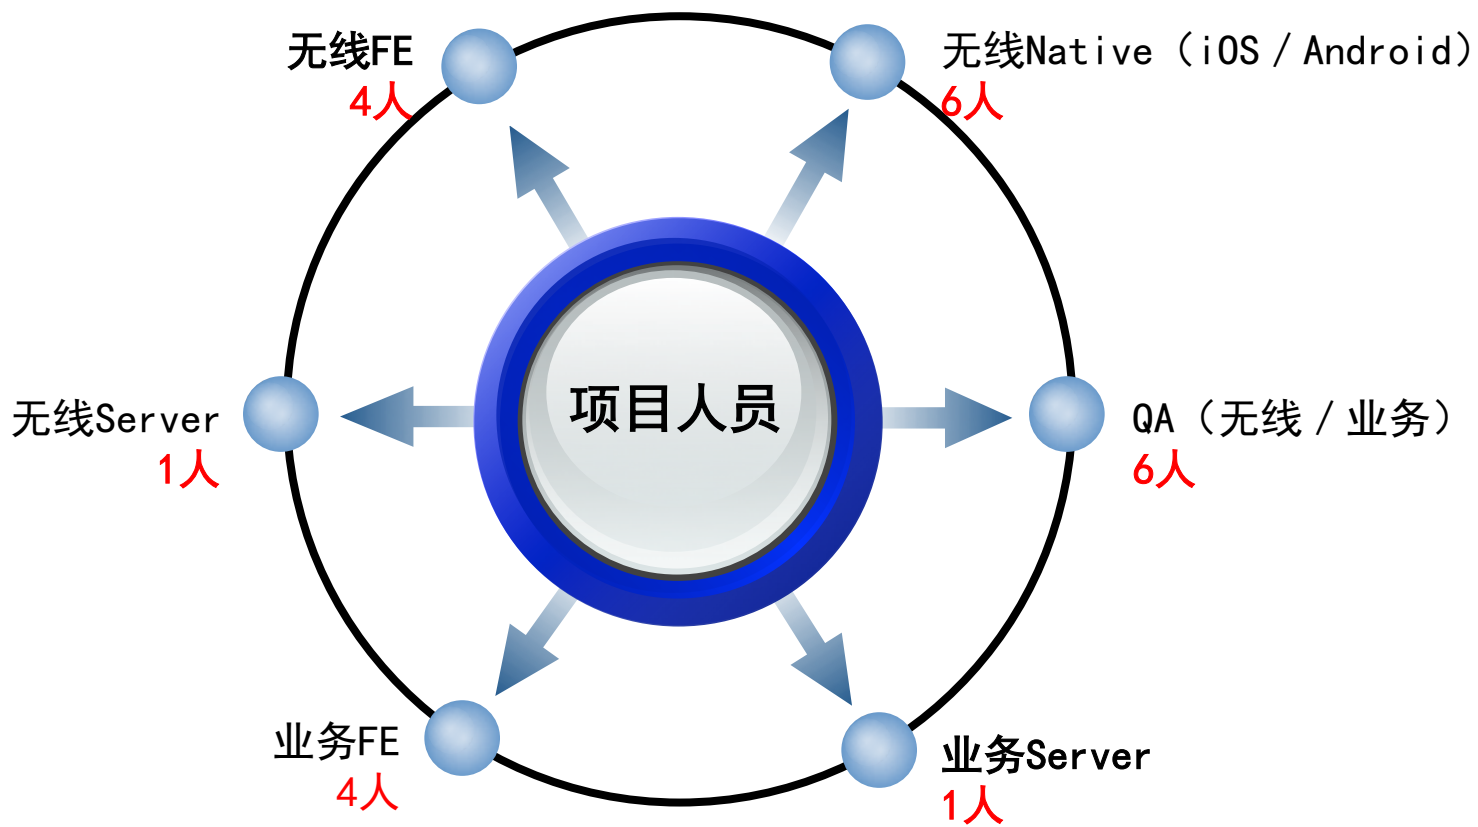 无线FE
4人
无线Native（iOS／Android）
6人
项目人员
无线Server
1人
QA（无线／业务）
6人
业务FE
4人
业务Server
1人